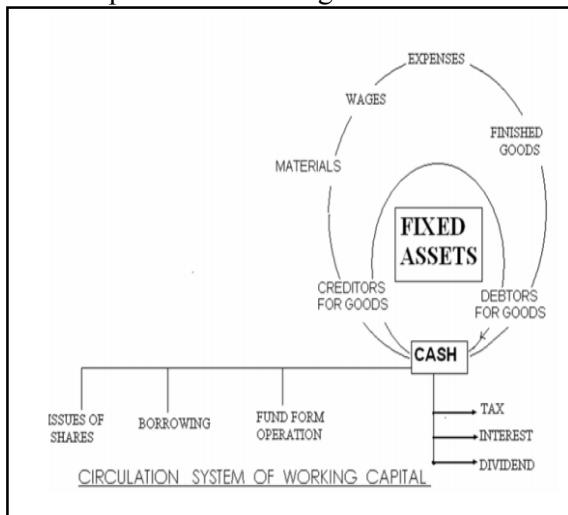 EXPENSES
WAGES
FINISHED
GOODS
MATERIALS
FIXED
ASSETS
CREDITORS
FOR GOODS
DEBTORS
FOR GOODS
CASH
ISSUES OF
SHARES
BORROWING
FUND FORM
OPERATION
TAX
INTEREST
DIVIDEND
CIRCULATION SYSTEM OF WORKING CAPITAL